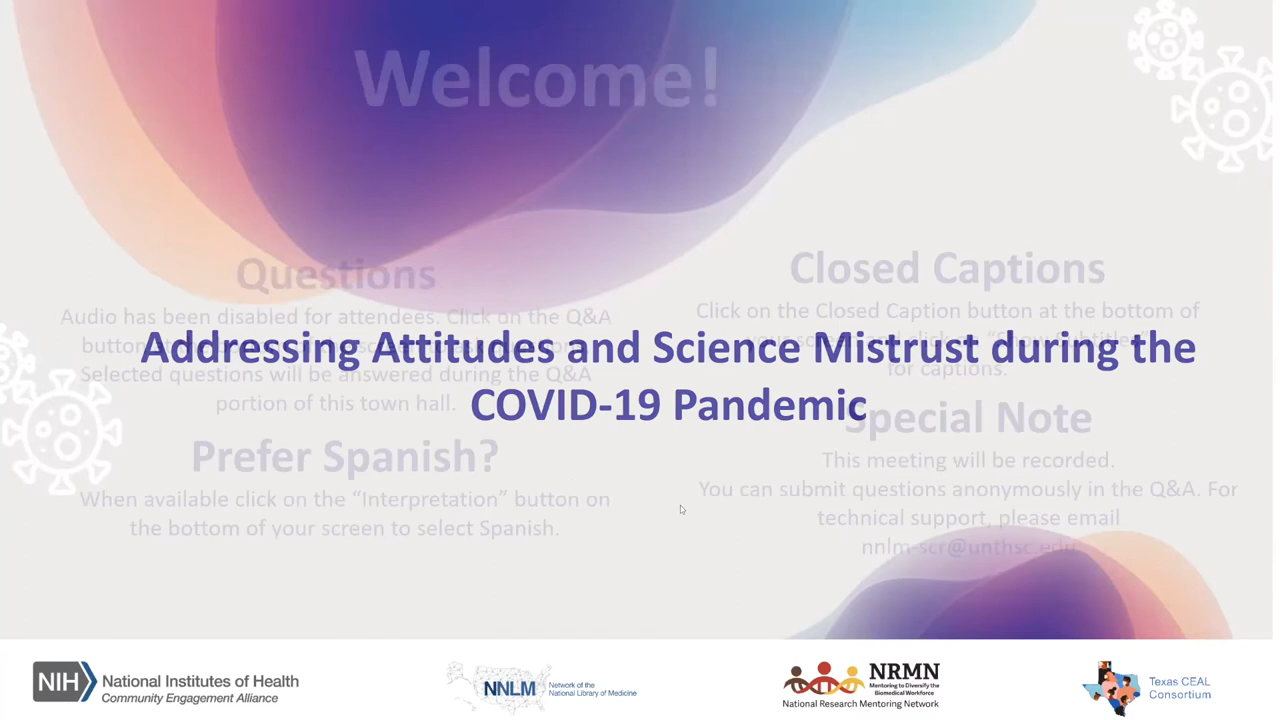 Welcome!
Questions
Audio has been disabled for attendees. Click on the Q&A
button
Selected questions will be answered during the Q&A
portion of this town hall.
Closed Captions
Click on the Closed Caption button at the bottom of
for captions.
Addressing Attitudes and Science Mistrust during the
COVID-19 Pandemic
Prefer Spanish?
When available click on the “Interpretation” button on
the bottom of your screen to select Spanish.
Special Note
This meeting will be recorded.
You can submit questions anonymously in the Q&A. For
technical support, please email
nnlm-scr@unthsc.edu
NIH
National Institutes of Health
Community Engagement Alliance
NNLM
Network of the
National Library of Medicine
NRMN
Mentoring to Diversify the
Biomedical Workforce
National Research Mentoring Network
Texas CEAL
Consortium